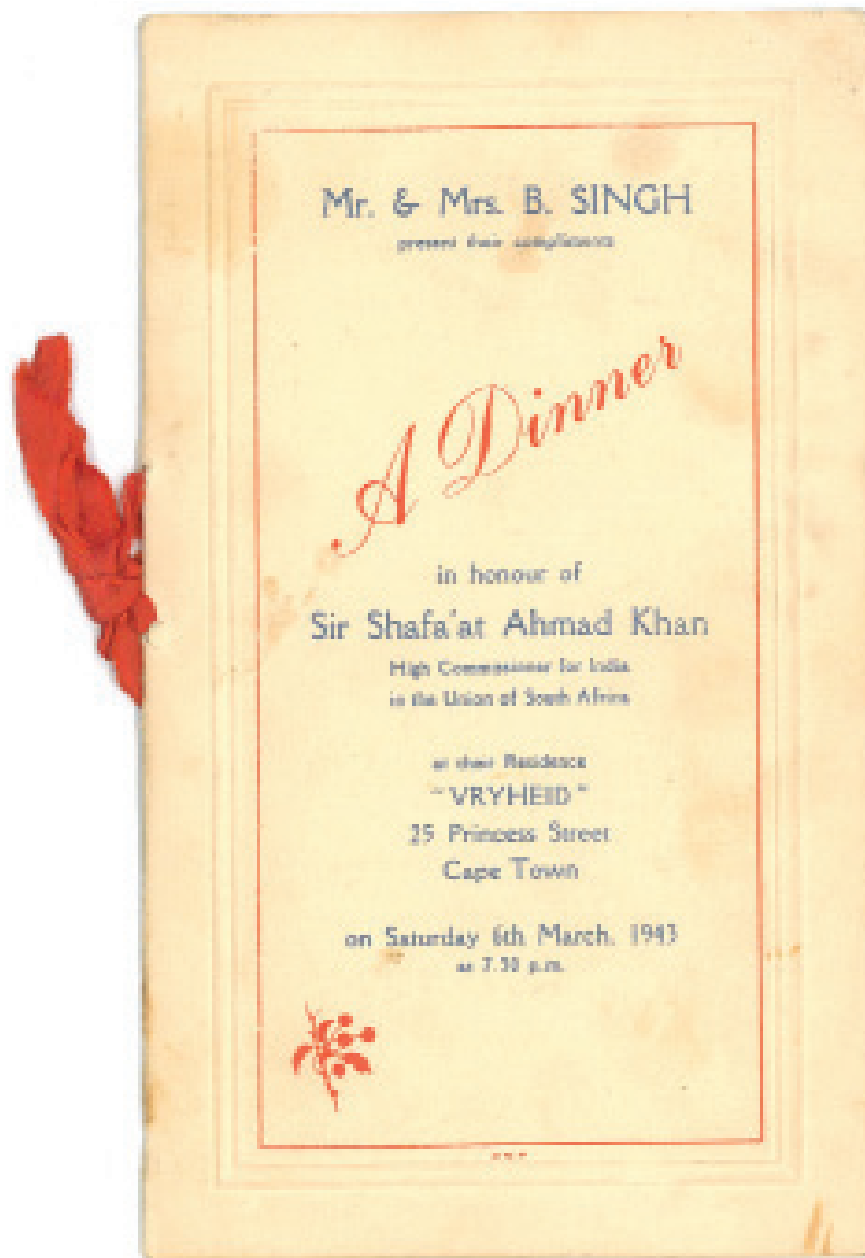 Mr. & Mrs. B. SINGH
present their compliments
A Dinner
in honour of
Sir Shafa'at Ahmad Khan
High Commissioner for India
in the Union of South Africa
at their Residence
"VRYHEID"
25 Princess Street
Cape Town
on Saturday 6th March, 1943
at 7.30 p.m.